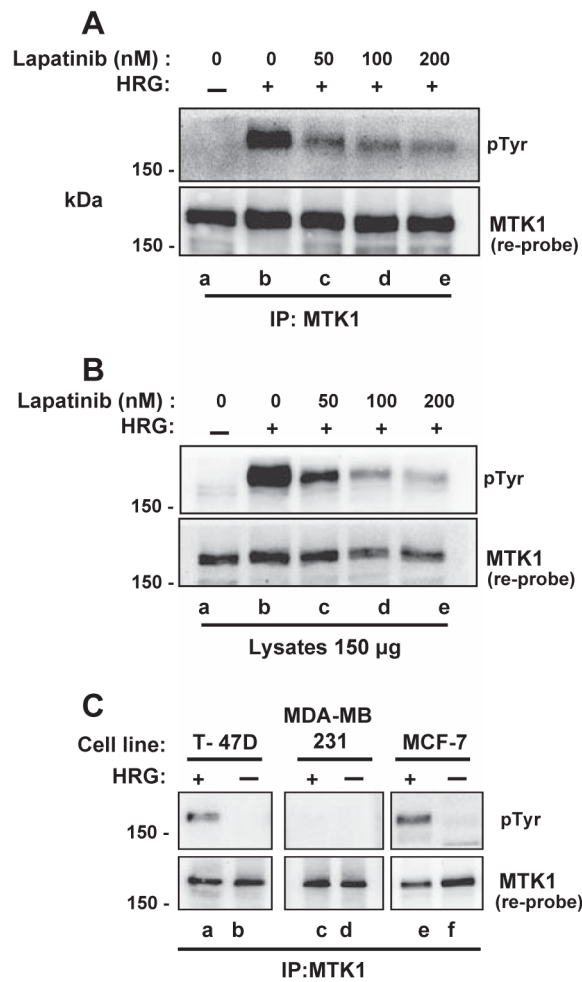 A
Lapatinib (nM) : 0 0 50 100 200
HRG: — + + + +
pTyr
150 -
kDa
MTK1
(re-probe)
150 -
a b c d e
IP: MTK1
B
Lapatinib (nM) : 0 0 50 100 200
HRG: — + + + +
pTyr
150 -
MTK1
(re-probe)
150 -
a b c d e
Lysates 150 µg
C
MDA-MB
Cell line: T- 47D 231 MCF-7
HRG: + — + — + —
pTyr
150 -
MTK1
(re-probe)
150 -
a b c d e f
IP:MTK1